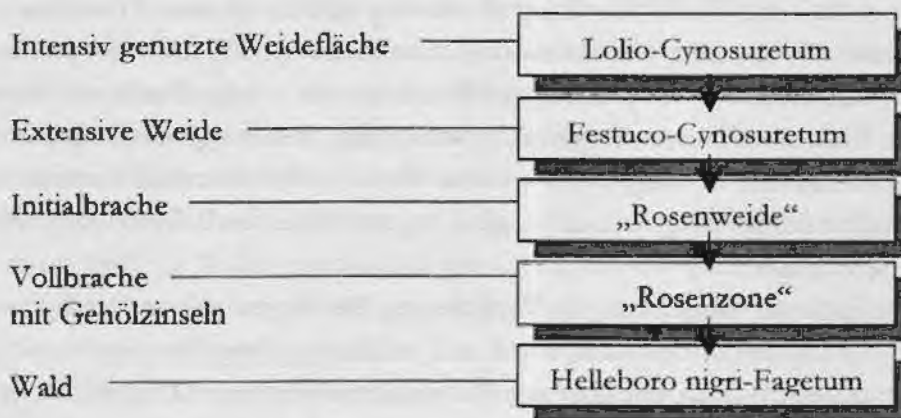 Intensiv genutzte Weidefläche
Lolio-Cynosuretum
Extensive Weide
Festuco-Cynosuretum
Initialbrache
„Rosenweide“
Vollbrache
mit Gehölzinseln
„Rosenzone“
Wald
Helleboro nigri-Fagetum